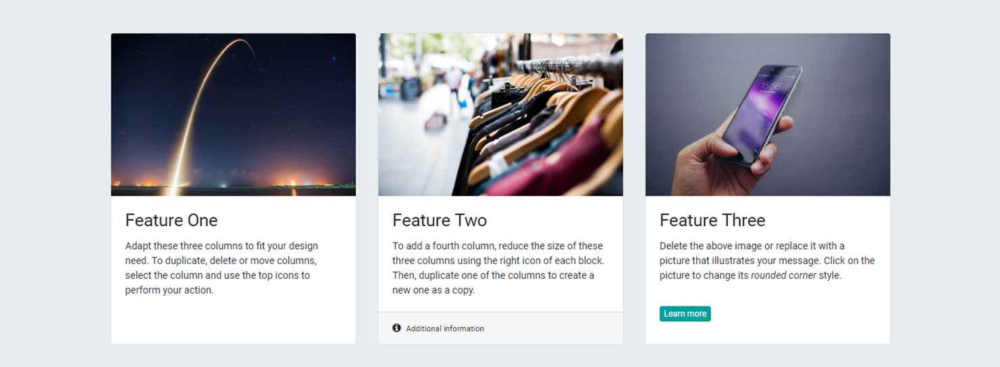 15:56
Feature One
Adapt these three columns to fit your design
need. To duplicate, delete or move columns,
select the column and use the top icons to
perform your action.
Feature Two
To add a fourth column, reduce the size of these
three columns using the right icon of each block.
Then, duplicate one of the columns to create a
new one as a copy.
Additional information
Feature Three
Delete the above image or replace it with a
picture that illustrates your message. Click on the
picture to change its rounded corner style.
Learn more